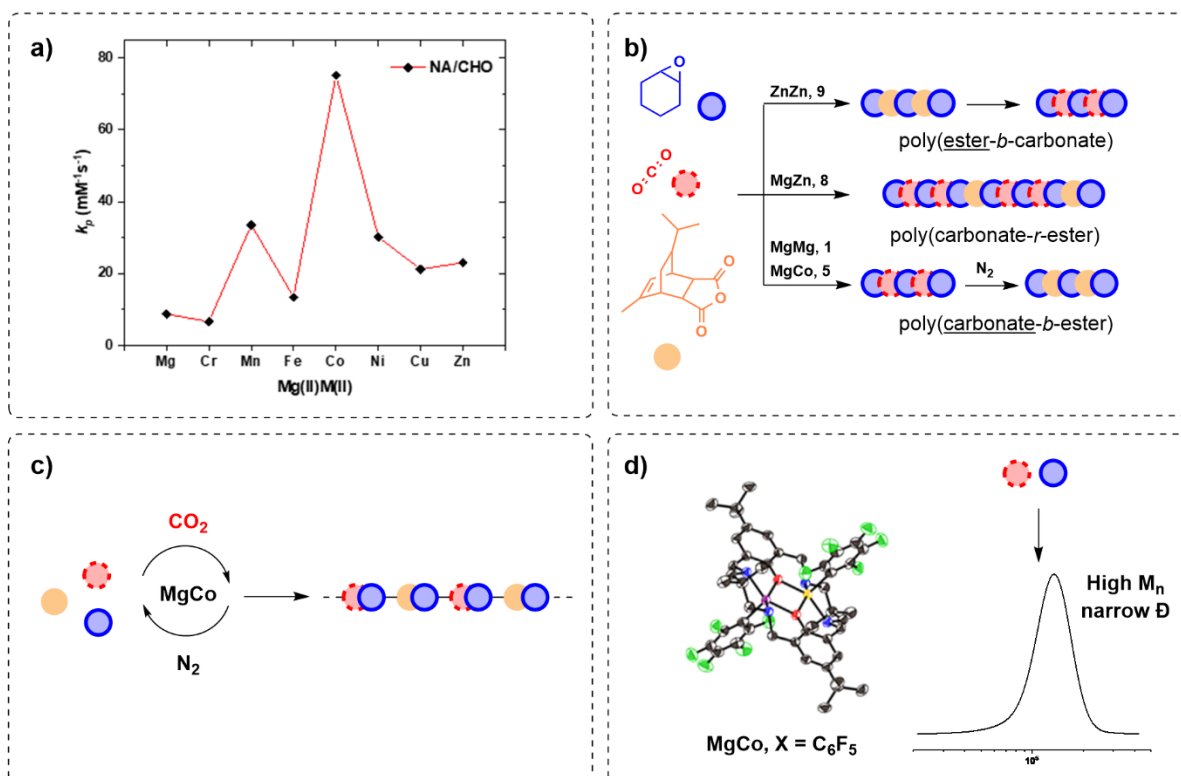 a)
80
60
40
20
0
kₚ (mM⁻¹s⁻¹)
NA/CHO
Mg Cr Mn Fe Co Ni Cu Zn
Mg(II)M(II)
b)
O
O C O
O
O
O
ZnZn, 9
poly(ester-b-carbonate)
MgZn, 8
poly(carbonate-r-ester)
MgMg, 1
MgCo, 5
N₂
poly(carbonate-b-ester)
c)
CO₂
MgCo
N₂
d)
High Mₙ
narrow Đ
MgCo, X = C₆F₅
10⁵